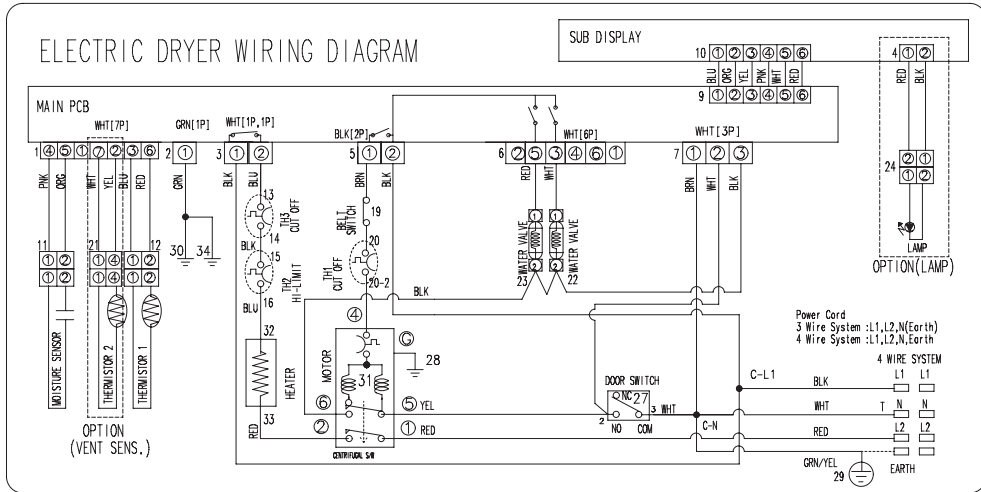 ELECTRIC DRYER WIRING DIAGRAM
SUB DISPLAY
10 1 2 3 4 5 6
4 1 2
BLU ORG YEL PNK WHT RED
RED BLK
9 1 2 3 4 5 6
MAIN PCB
WHT[7P]
GRN[1P]
WHT[1P,1P]
BLK[2P]
WHT[6P]
WHT[3P]
1 4 5 1 7 2 3 6
2 1
3 1 2
5 1 2
6 2 5 3 4 6 1
7 1 2 3
24 2 1
1 2
PNK ORG WHT YEL BLU RED
GRN
BLK BLU
BRN BLK
RED WHT
BRN WHT BLK
LAMP
OPTION(LAMP)
13
TH3
CUT OFF
14
BLK
15
TH2
HI-LIMIT
16
BLU
32
HEATER
33
RED
19
BELT
SWITCH
20
TH1
CUT OFF
20-2
1 1
WATER VALVE WATER VALVE
2 2
23 22
BLK
30 34
11 21 12
1 2 1 4 1 2
1 2 1 4 1 2
MOISTURE SENSOR
THERMISTOR 2
THERMISTOR 1
OPTION
(VENT SENS.)
4
G
28
MOTOR
31
6 5 YEL
2 1 RED
CENTRIFUGAL S/W
DOOR SWITCH
NC 27
2 3 WHT
NO COM
Power Cord
3 Wire System :L1,L2,N(Earth)
4 Wire System :L1,L2,N,Earth
4 WIRE SYSTEM
C-L1
BLK
L1 L1
WHT
T N N
C-N
RED
L2 L2
GRN/YEL
29
EARTH